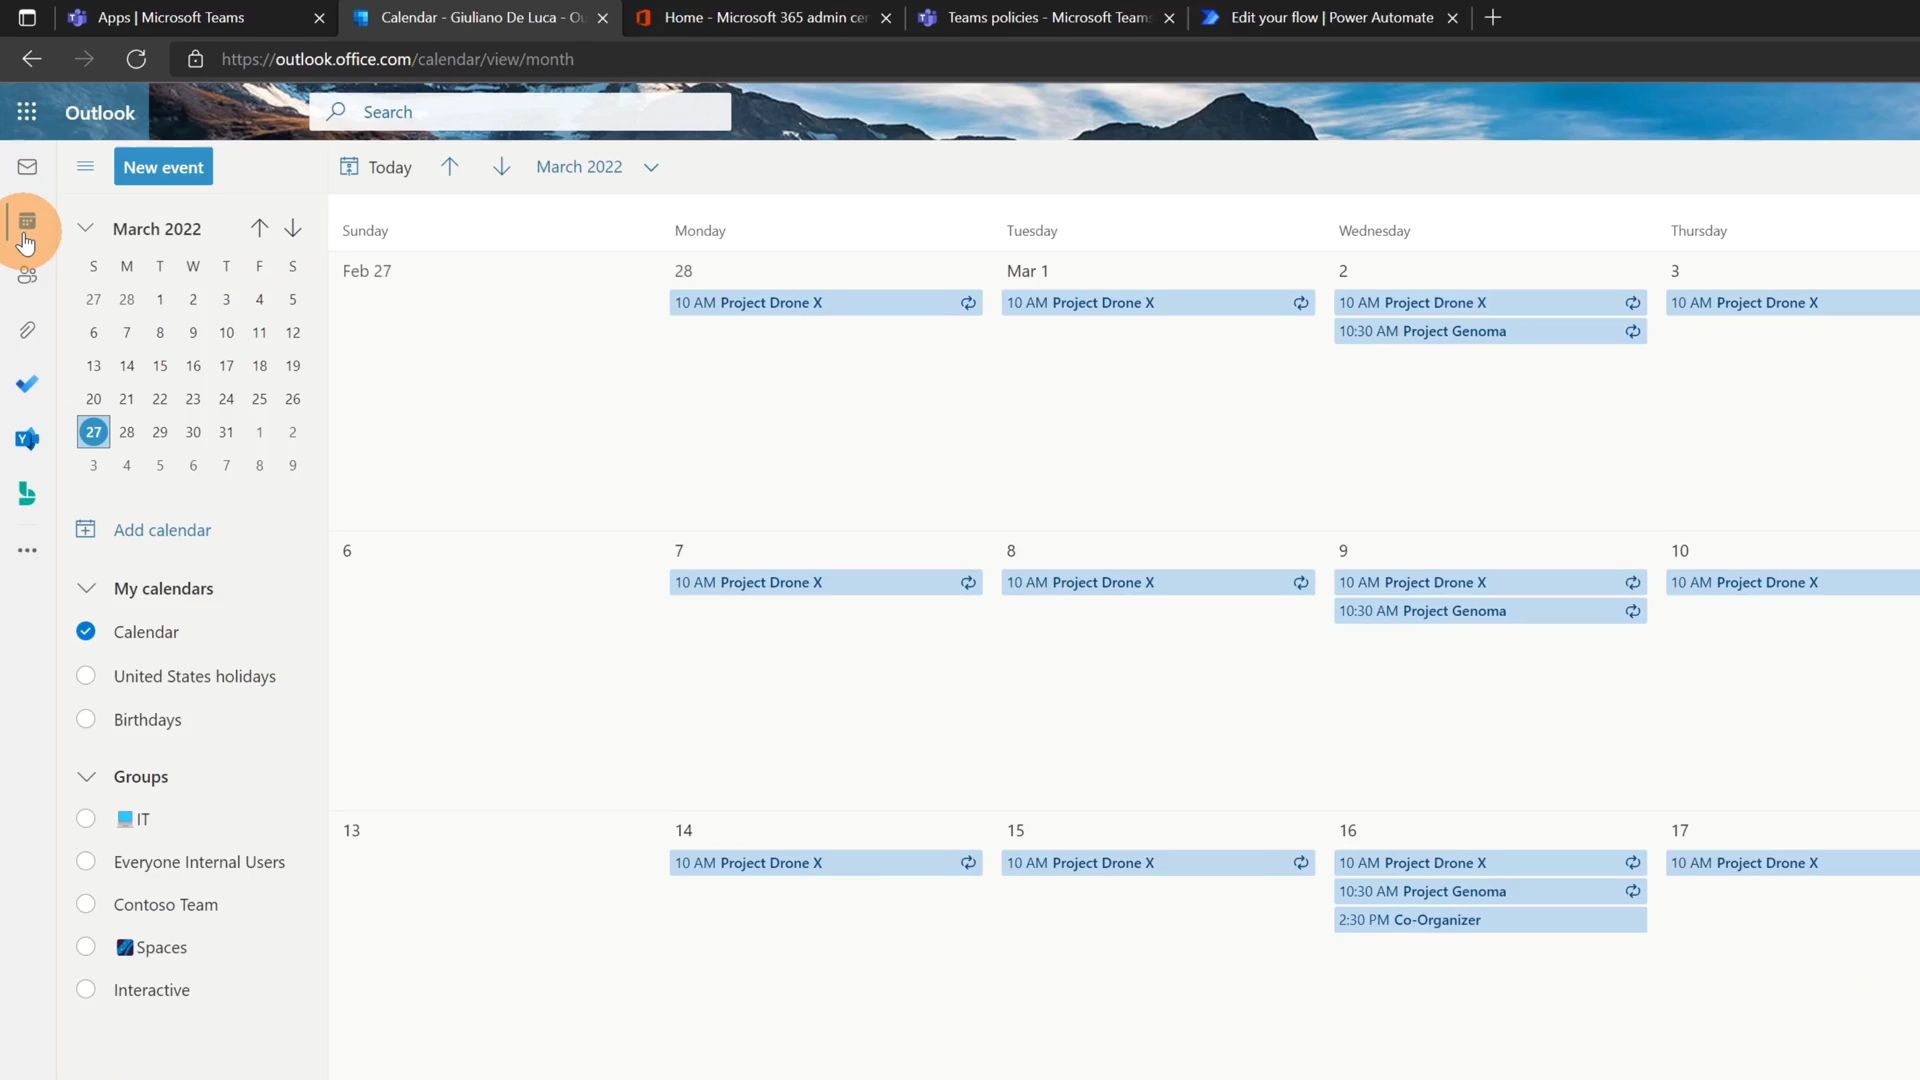 Apps | Microsoft Teams
Calendar - Giuliano De Luca - Ou
Home - Microsoft 365 admin cen
Teams policies - Microsoft Teams
Edit your flow | Power Automate
https://outlook.office.com/calendar/view/month
Outlook
Search
New event
Today
March 2022
March 2022
S M T W T F S
27 28 1 2 3 4 5
6 7 8 9 10 11 12
13 14 15 16 17 18 19
20 21 22 23 24 25 26
27 28 29 30 31 1 2
3 4 5 6 7 8 9
Add calendar
My calendars
Calendar
United States holidays
Birthdays
Groups
IT
Everyone Internal Users
Contoso Team
Spaces
Interactive
Sunday Monday Tuesday Wednesday Thursday
Feb 27 28 Mar 1 2 3
10 AM Project Drone X 10 AM Project Drone X 10 AM Project Drone X 10 AM Project Drone X
10:30 AM Project Genoma
6 7 8 9 10
10 AM Project Drone X 10 AM Project Drone X 10 AM Project Drone X 10 AM Project Drone X
10:30 AM Project Genoma
13 14 15 16 17
10 AM Project Drone X 10 AM Project Drone X 10 AM Project Drone X 10 AM Project Drone X
10:30 AM Project Genoma
2:30 PM Co-Organizer